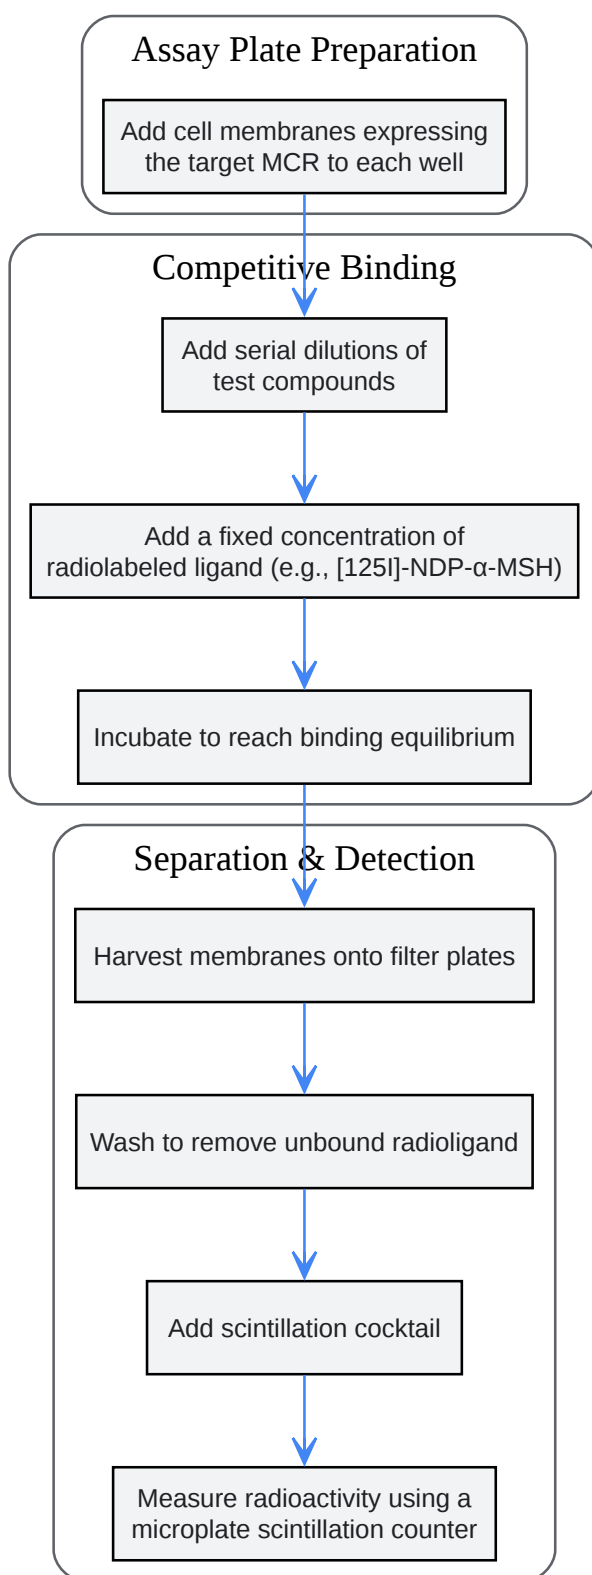 Assay Plate Preparation
Add cell membranes expressing
the target MCR to each well
Competitive Binding
Add serial dilutions of
test compounds
Add a fixed concentration of
radiolabeled ligand (e.g., [125I]-NDP-α-MSH)
Incubate to reach binding equilibrium
Separation & Detection
Harvest membranes onto filter plates
Wash to remove unbound radioligand
Add scintillation cocktail
Measure radioactivity using a
microplate scintillation counter